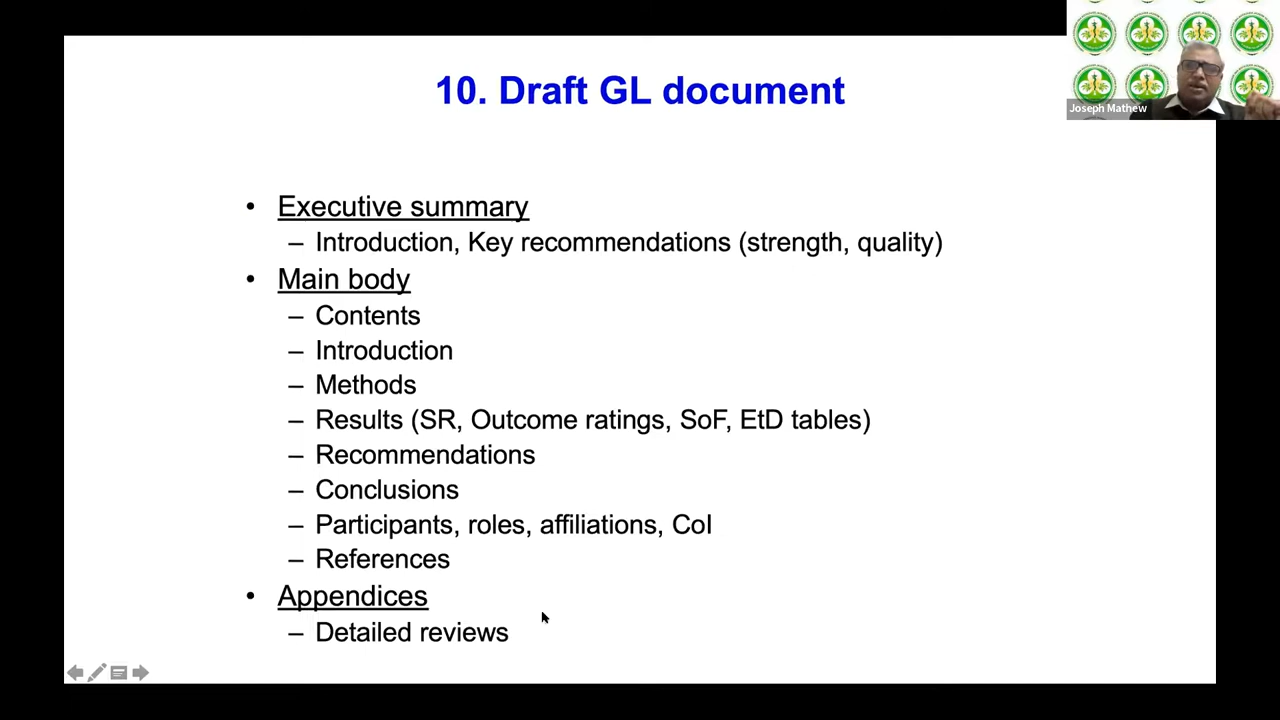 10. Draft GL document
Joseph Mathew
• Executive summary
– Introduction, Key recommendations (strength, quality)
• Main body
– Contents
– Introduction
– Methods
– Results (SR, Outcome ratings, SoF, EtD tables)
– Recommendations
– Conclusions
– Participants, roles, affiliations, CoI
– References
• Appendices
– Detailed reviews